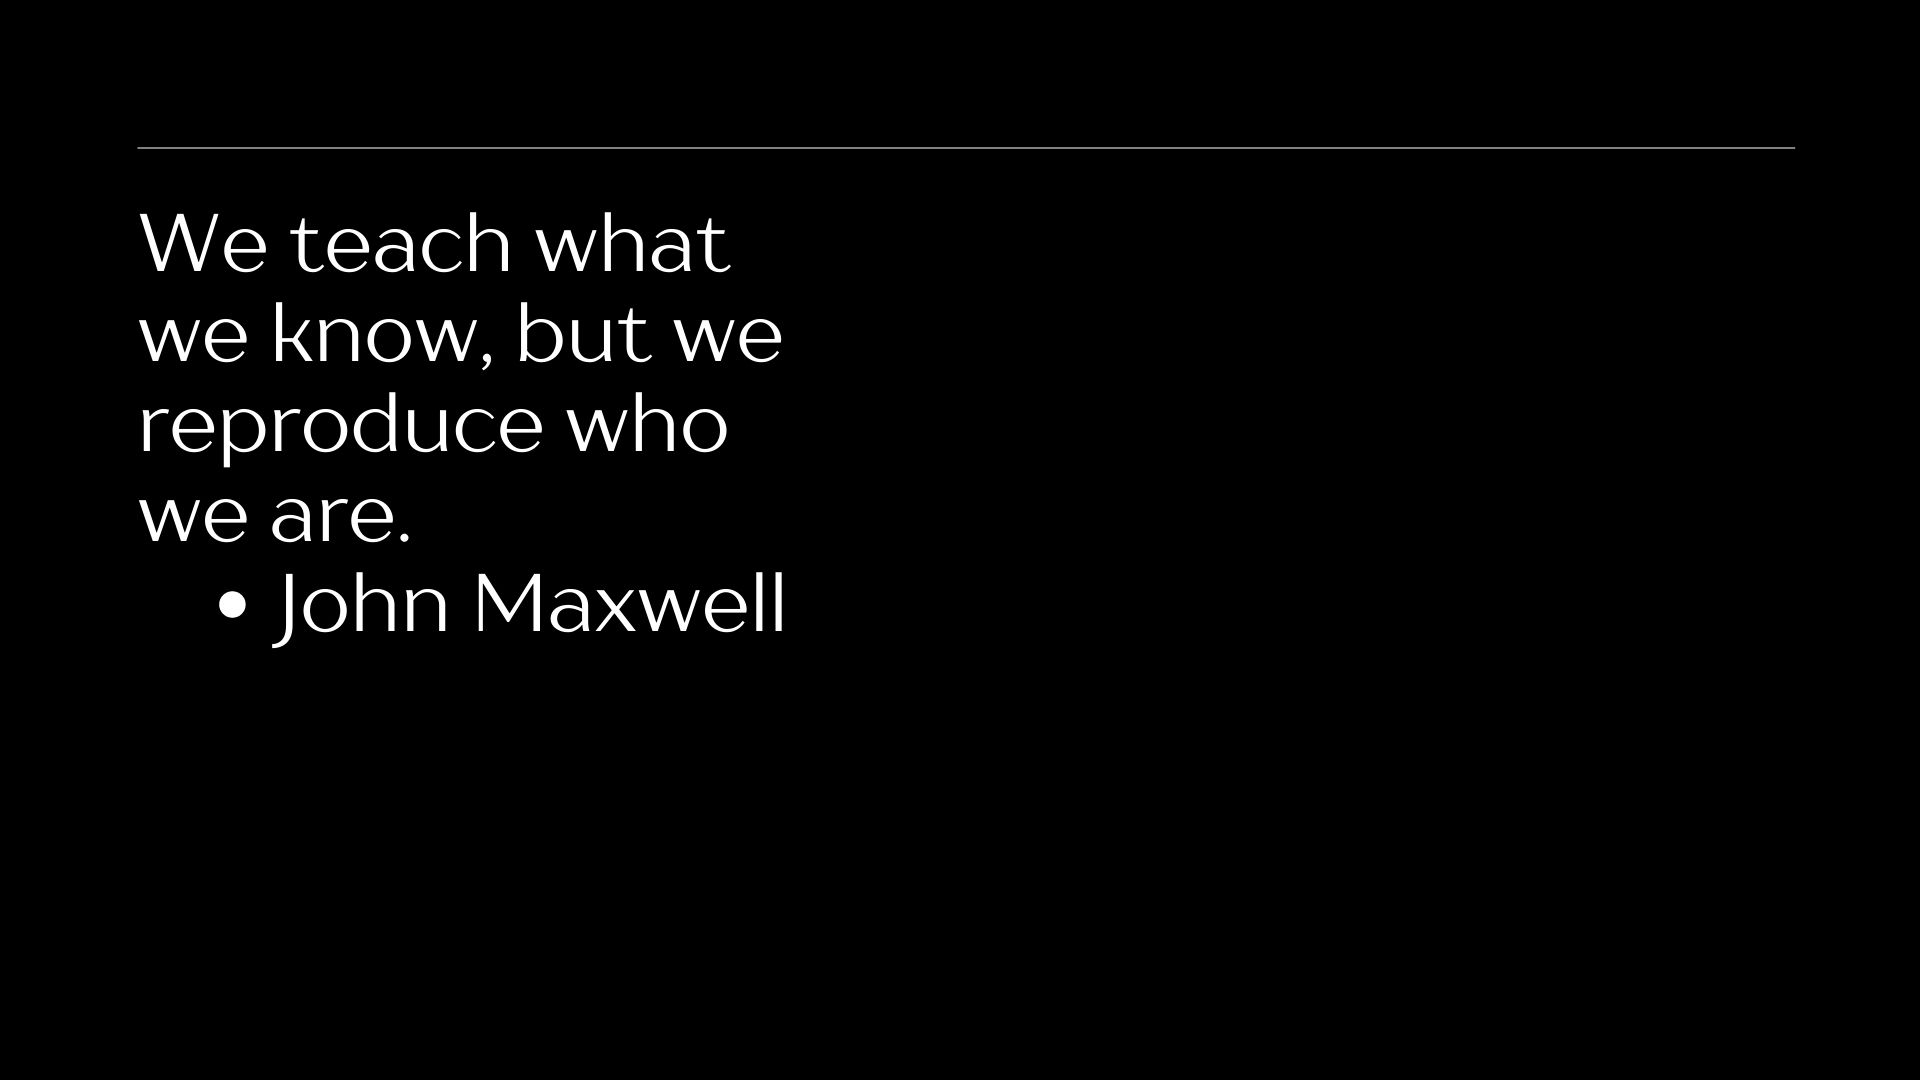 We teach what
we know, but we
reproduce who
we are.
• John Maxwell